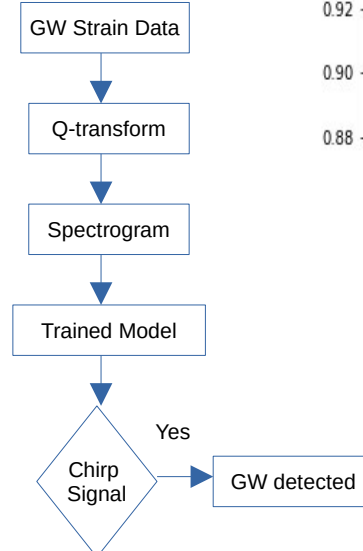 GW Strain Data
0.92
0.90
Q-transform
0.88
Spectrogram
Trained Model
Yes
Chirp
Signal
GW detected